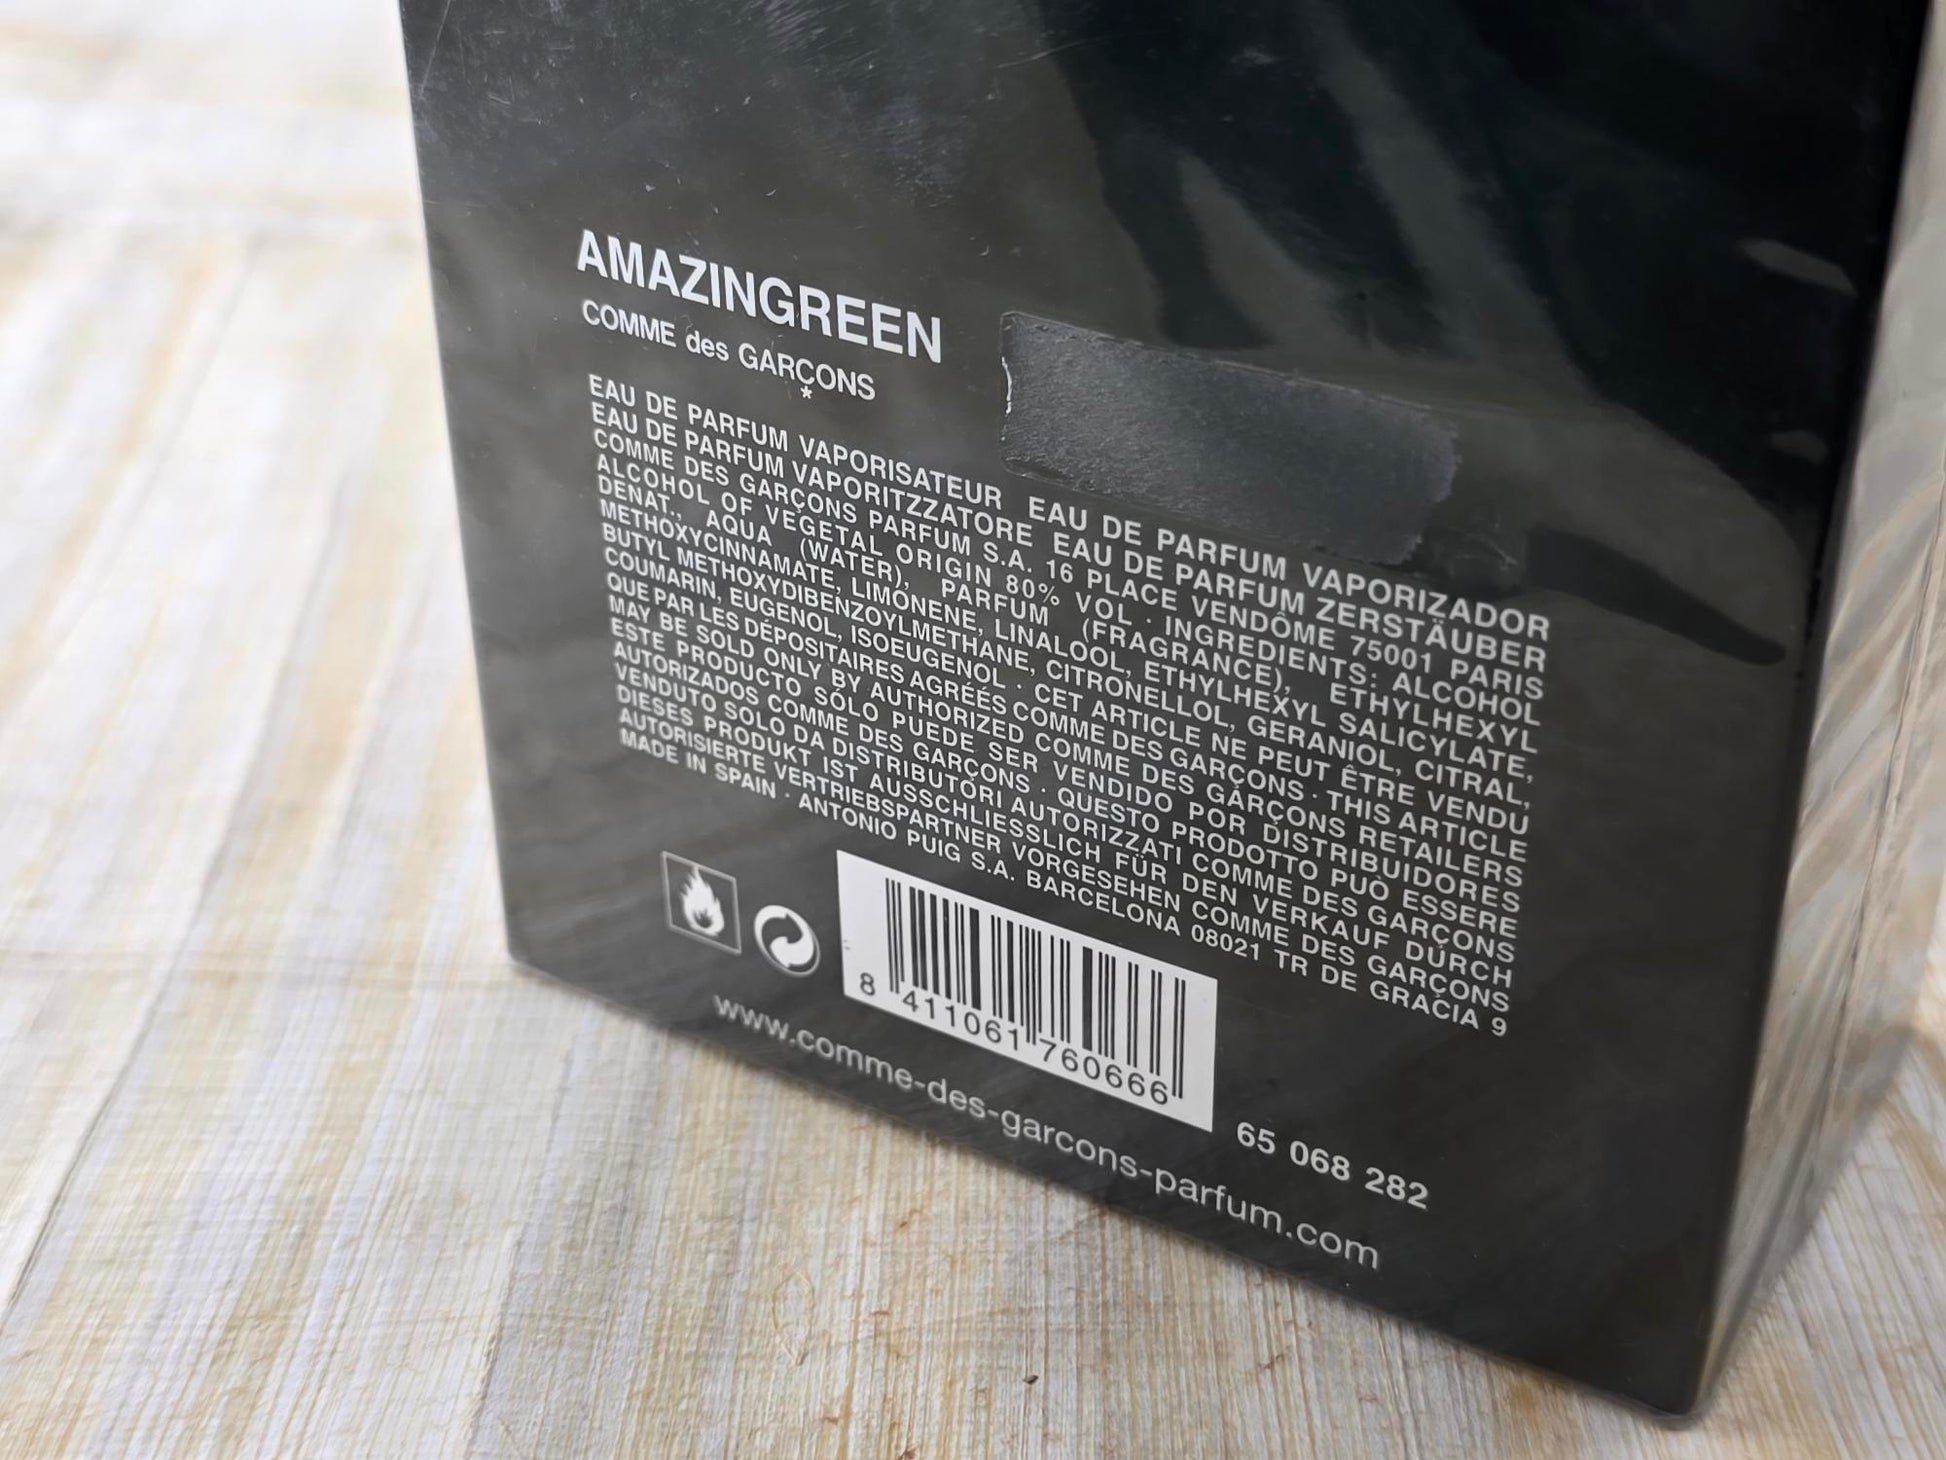 AMAZINGREEN
COMME des GARÇONS
*
EAU DE PARFUM VAPORISATEUR EAU DE PARFUM VAPORIZADOR
EAU DE PARFUM VAPORITZZATORE EAU DE PARFUM ZERSTÄUBER
COMME DES GARÇONS PARFUM S.A. 16 PLACE VENDÔME 75001 PARIS
ALCOHOL OF VEGETAL ORIGIN 80% VOL · INGREDIENTS: ALCOHOL
DENAT., AQUA (WATER), PARFUM (FRAGRANCE), ETHYLHEXYL
METHOXYCINNAMATE, LIMONENE, LINALOOL, ETHYLHEXYL SALICYLATE,
BUTYL METHOXYDIBENZOYLMETHANE, CITRONELLOL, GERANIOL, CITRAL,
COUMARIN, EUGENOL, ISOEUGENOL · CET ARTICLE NE PEUT ÊTRE VENDU
QUE PAR LES DÉPOSITAIRES AGRÉÉS COMME DES GARÇONS · THIS ARTICLE
MAY BE SOLD ONLY BY AUTHORIZED COMME DES GARÇONS RETAILERS
ESTE PRODUCTO SÓLO PUEDE SER VENDIDO POR DISTRIBUIDORES
AUTORIZADOS COMME DES GARÇONS · QUESTO PRODOTTO PUÒ ESSERE
VENDUTO SOLO DA DISTRIBUTORI AUTORIZZATI COMME DES GARÇONS
DIESES PRODUKT IST AUSSCHLIESSLICH FÜR DEN VERKAUF DURCH
AUTORISIERTE VERTRIEBSPARTNER VORGESEHEN COMME DES GARÇONS
MADE IN SPAIN · ANTONIO PUIG S.A. BARCELONA 08021 TR DE GRACIA 9
8 411061 760666
65 068 282
www.comme-des-garcons-parfum.com